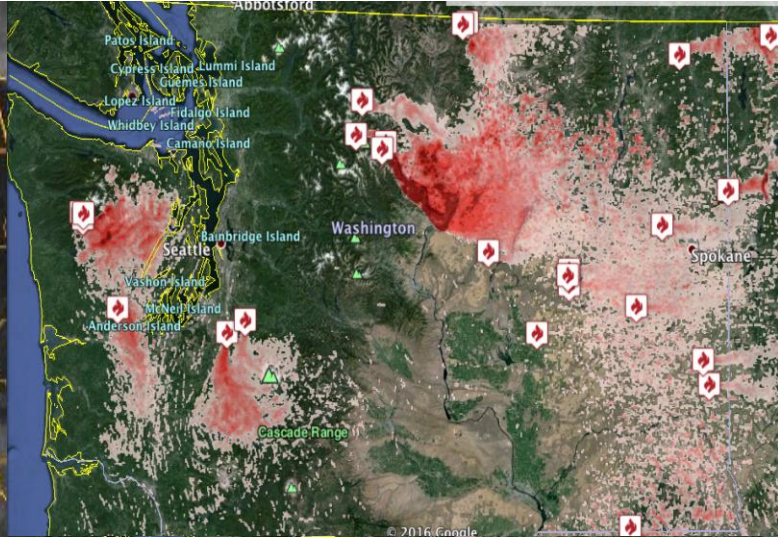 Abbotsford
Patos Island
Cypress Island
Lummi Island
Guemes Island
Lopez Island
Fidalgo Island
Whidbey Island
Camano Island
Washington
Bainbridge Island
Seattle
Spokane
Vashon Island
McNeil Island
Anderson Island
Cascade Range
© 2016 Google